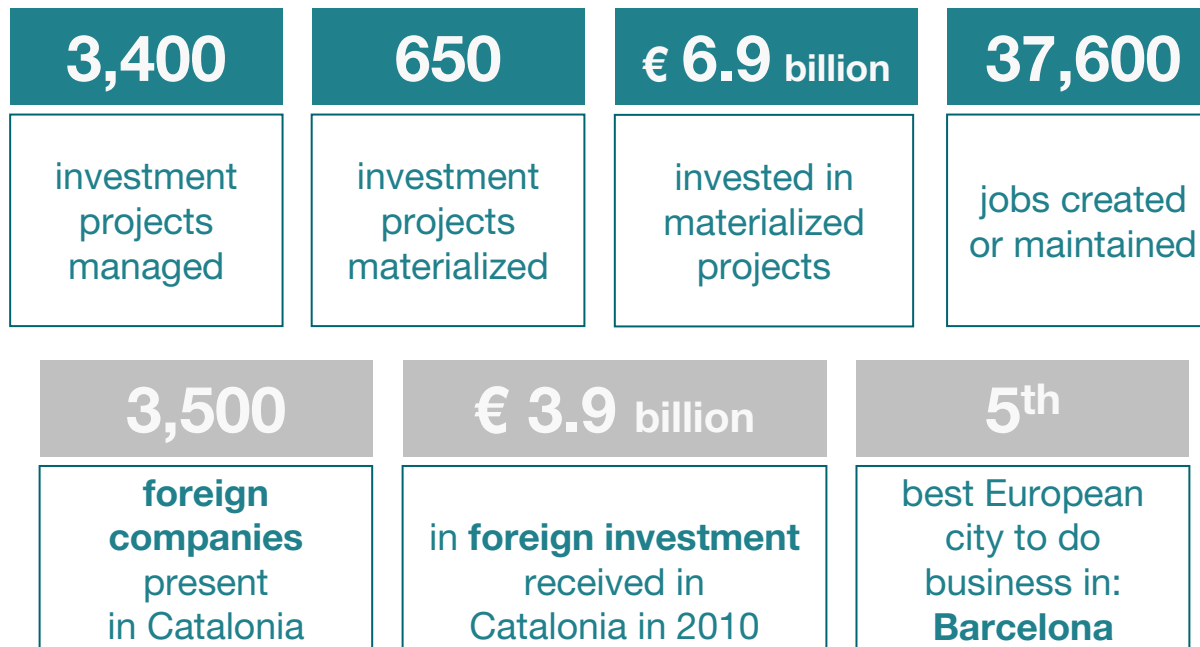 3,400
investment
projects
managed
650
investment
projects
materialized
€ 6.9 billion
invested in
materialized
projects
37,600
jobs created
or maintained
3,500
foreign
companies
present
in Catalonia
€ 3.9 billion
in foreign investment
received in
Catalonia in 2010
5th
best European
city to do
business in:
Barcelona